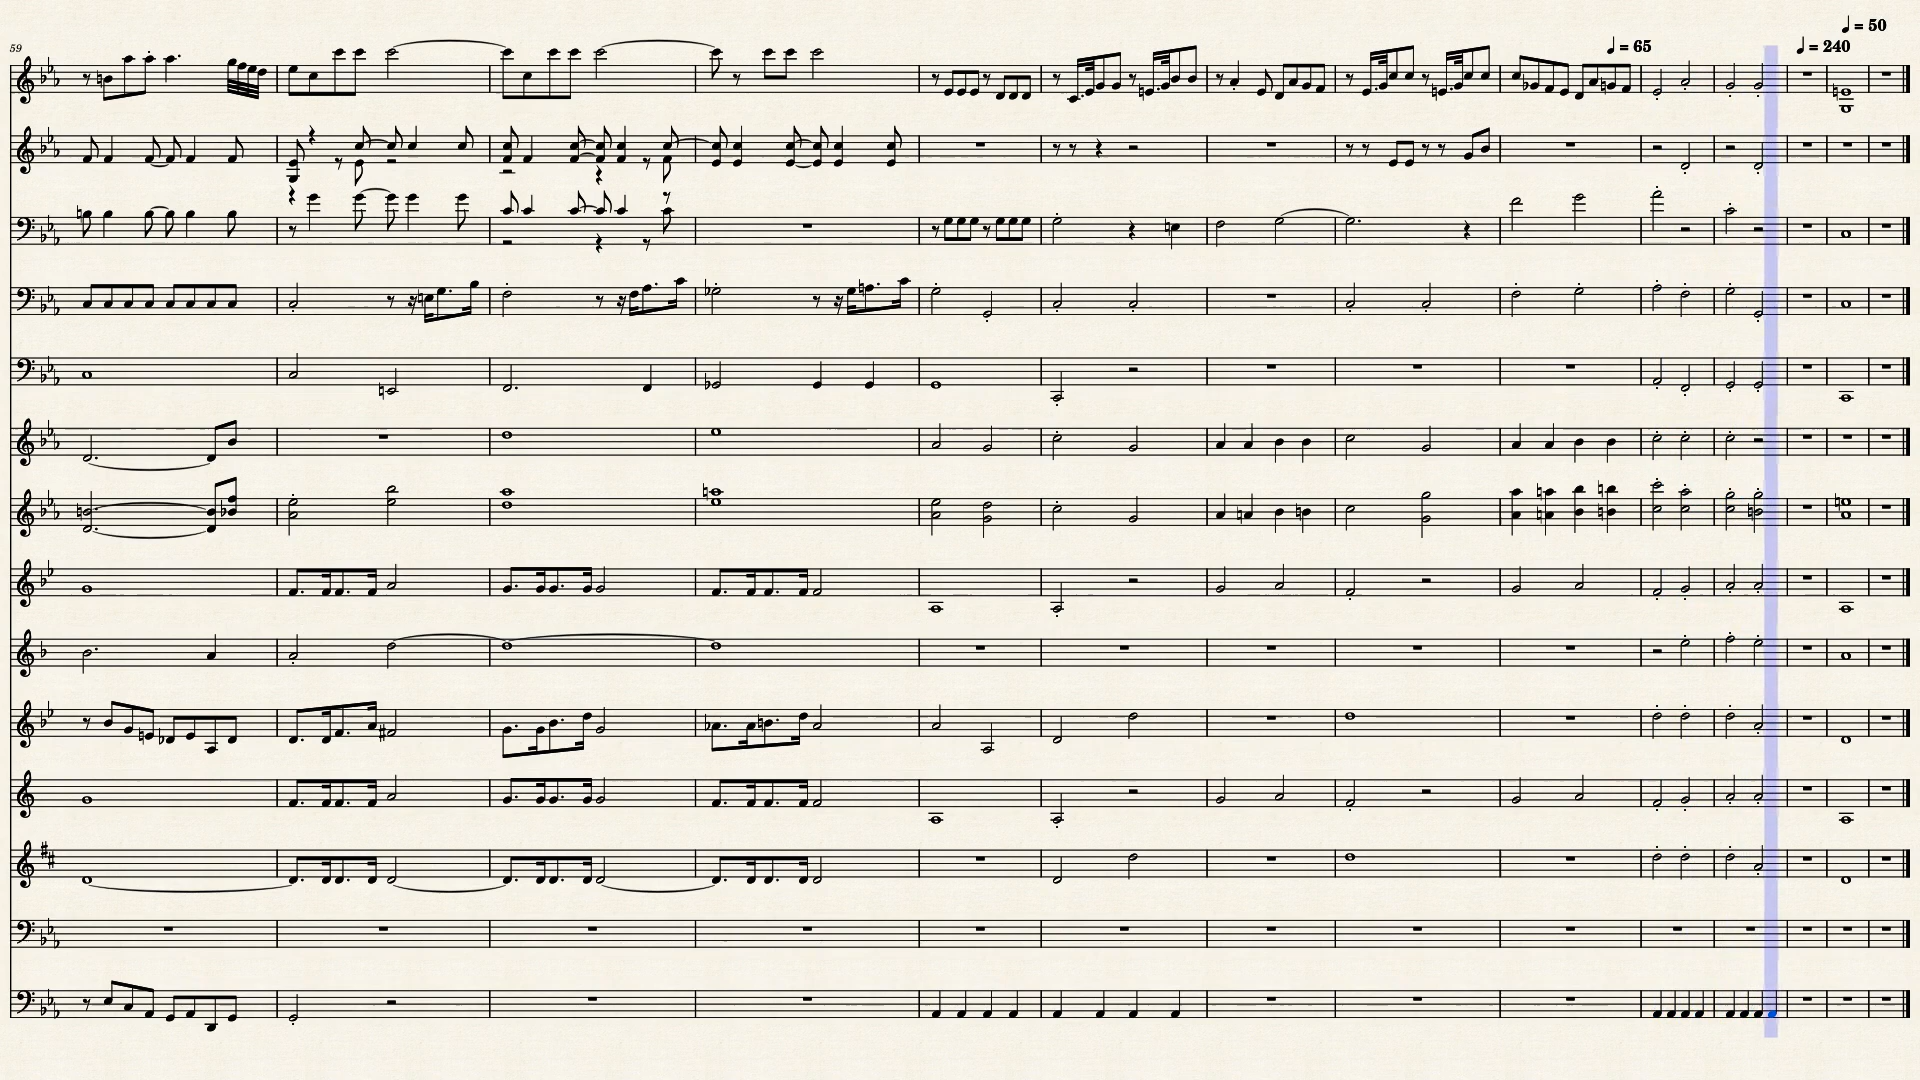 ♩ = 50
59
♩ = 65
♩ = 240